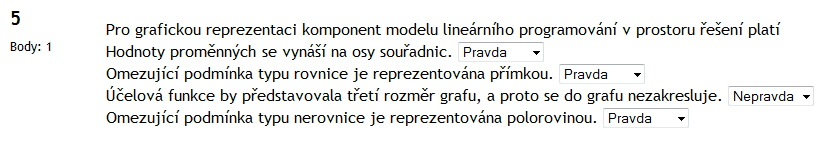 5
Body: 1
Pro grafickou reprezentaci komponent modelu lineárního programování v prostoru řešení platí
Hodnoty proměnných se vynáší na osy souřadnic. Pravda
Omezující podmínka typu rovnice je reprezentována přímkou. Pravda
Účelová funkce by představovala třetí rozměr grafu, a proto se do grafu nezakresluje. Nepravda
Omezující podmínka typu nerovnice je reprezentována polorovinou. Pravda